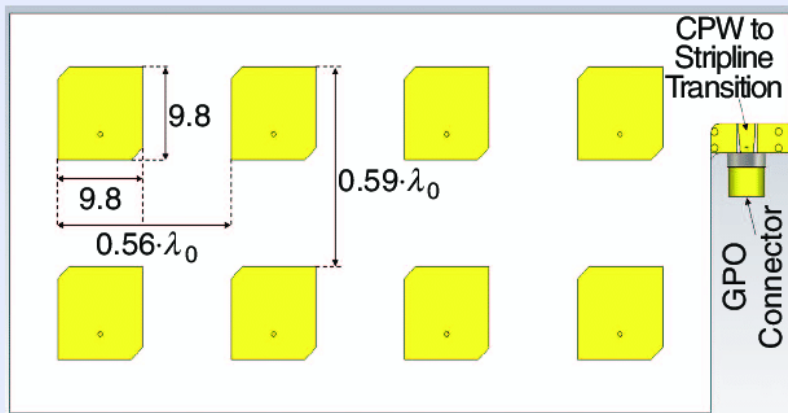 CPW to
Stripline
Transition
9.8
9.8
0.59·λ₀
0.56·λ₀
GPO
Connector